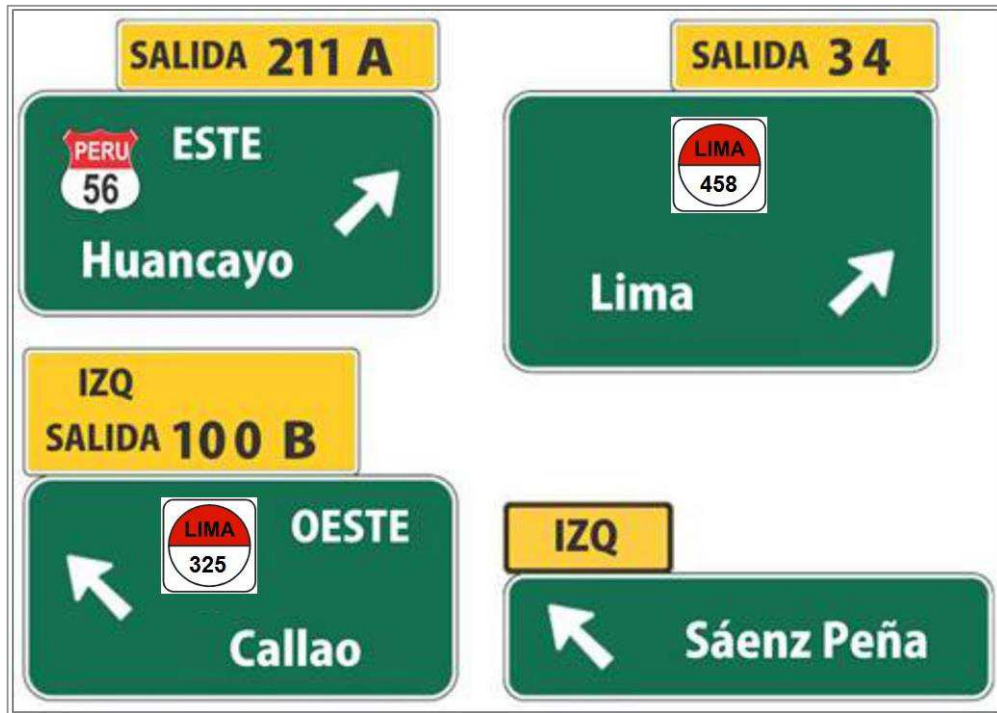 SALIDA 211 A
PERU
56
ESTE
Huancayo
SALIDA 34
LIMA
458
Lima
IZQ
SALIDA 100 B
LIMA
325
OESTE
Callao
IZQ
Sáenz Peña